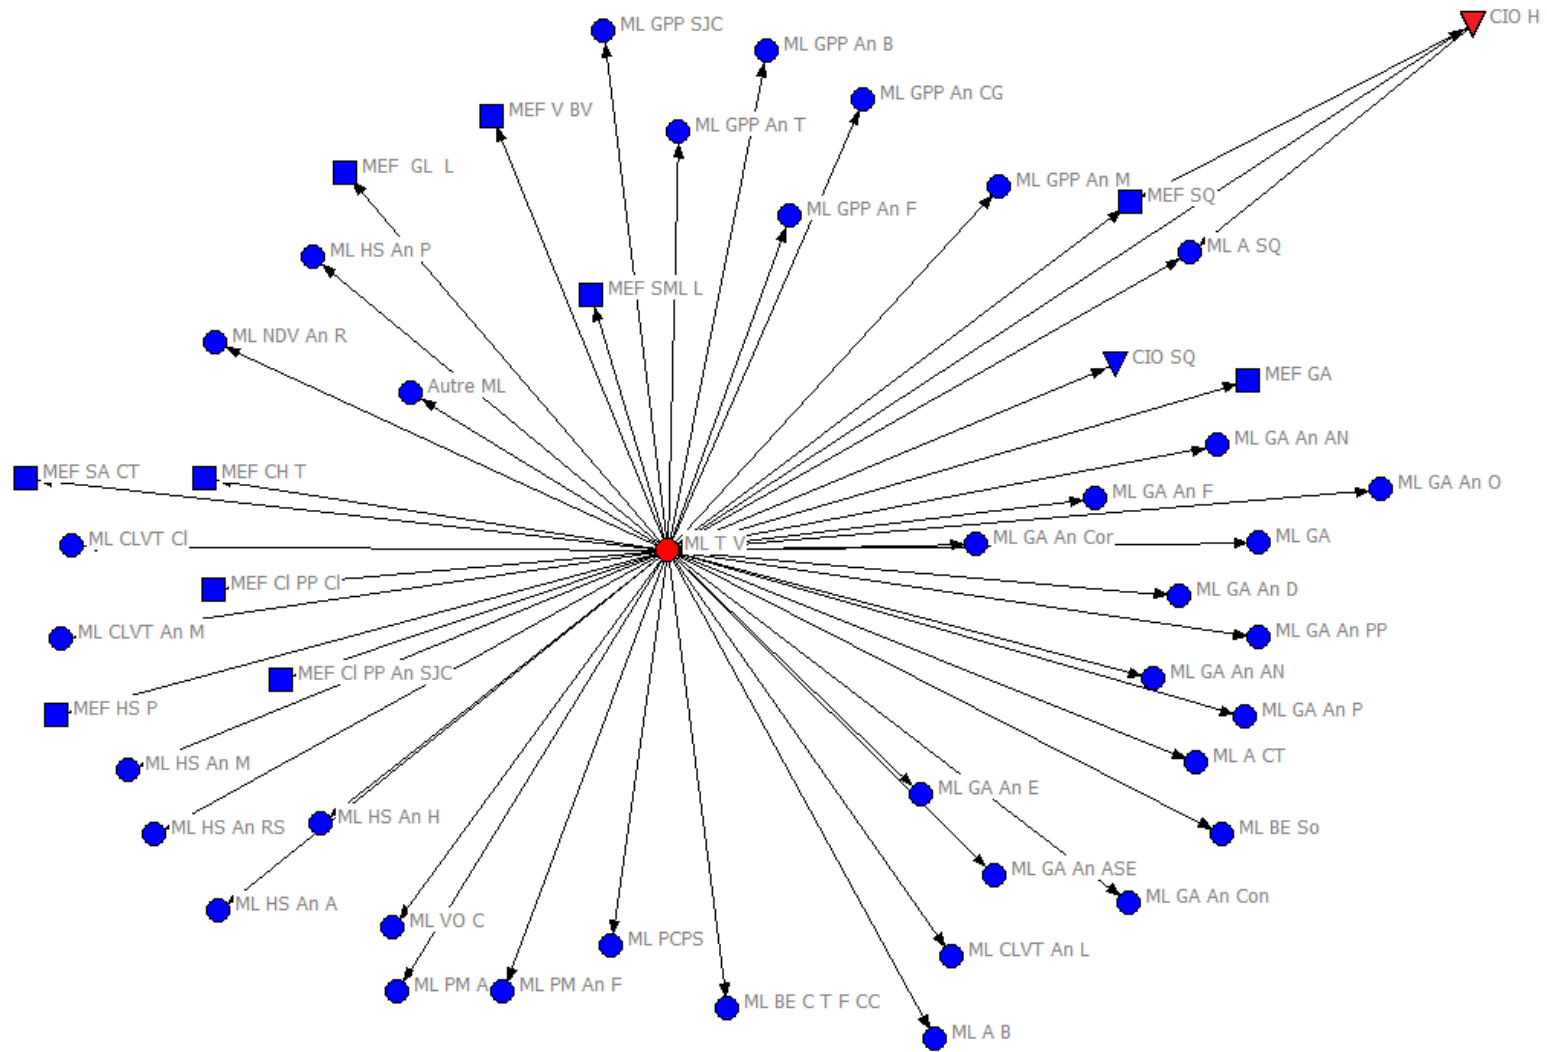 CIO H
ML GPP SJC
ML GPP An B
ML GPP An CG
MEF V BV
ML GPP An T
MEF  GL  L
ML GPP An M
MEF SQ
ML GPP An F
ML HS An P
ML A SQ
MEF SML L
ML NDV An R
CIO SQ
MEF GA
Autre ML
ML GA An AN
MEF SA CT
MEF CH T
ML GA An O
ML GA An F
ML CLVT Cl
ML T V
ML GA An Cor
ML GA
MEF Cl PP Cl
ML GA An D
ML CLVT An M
ML GA An PP
MEF Cl PP An SJC
ML GA An AN
MEF HS P
ML GA An P
ML HS An M
ML A CT
ML GA An E
ML HS An RS
ML HS An H
ML BE So
ML GA An ASE
ML HS An A
ML GA An Con
ML VO C
ML PCPS
ML CLVT An L
ML PM A
ML PM An F
ML BE C T F CC
ML A B